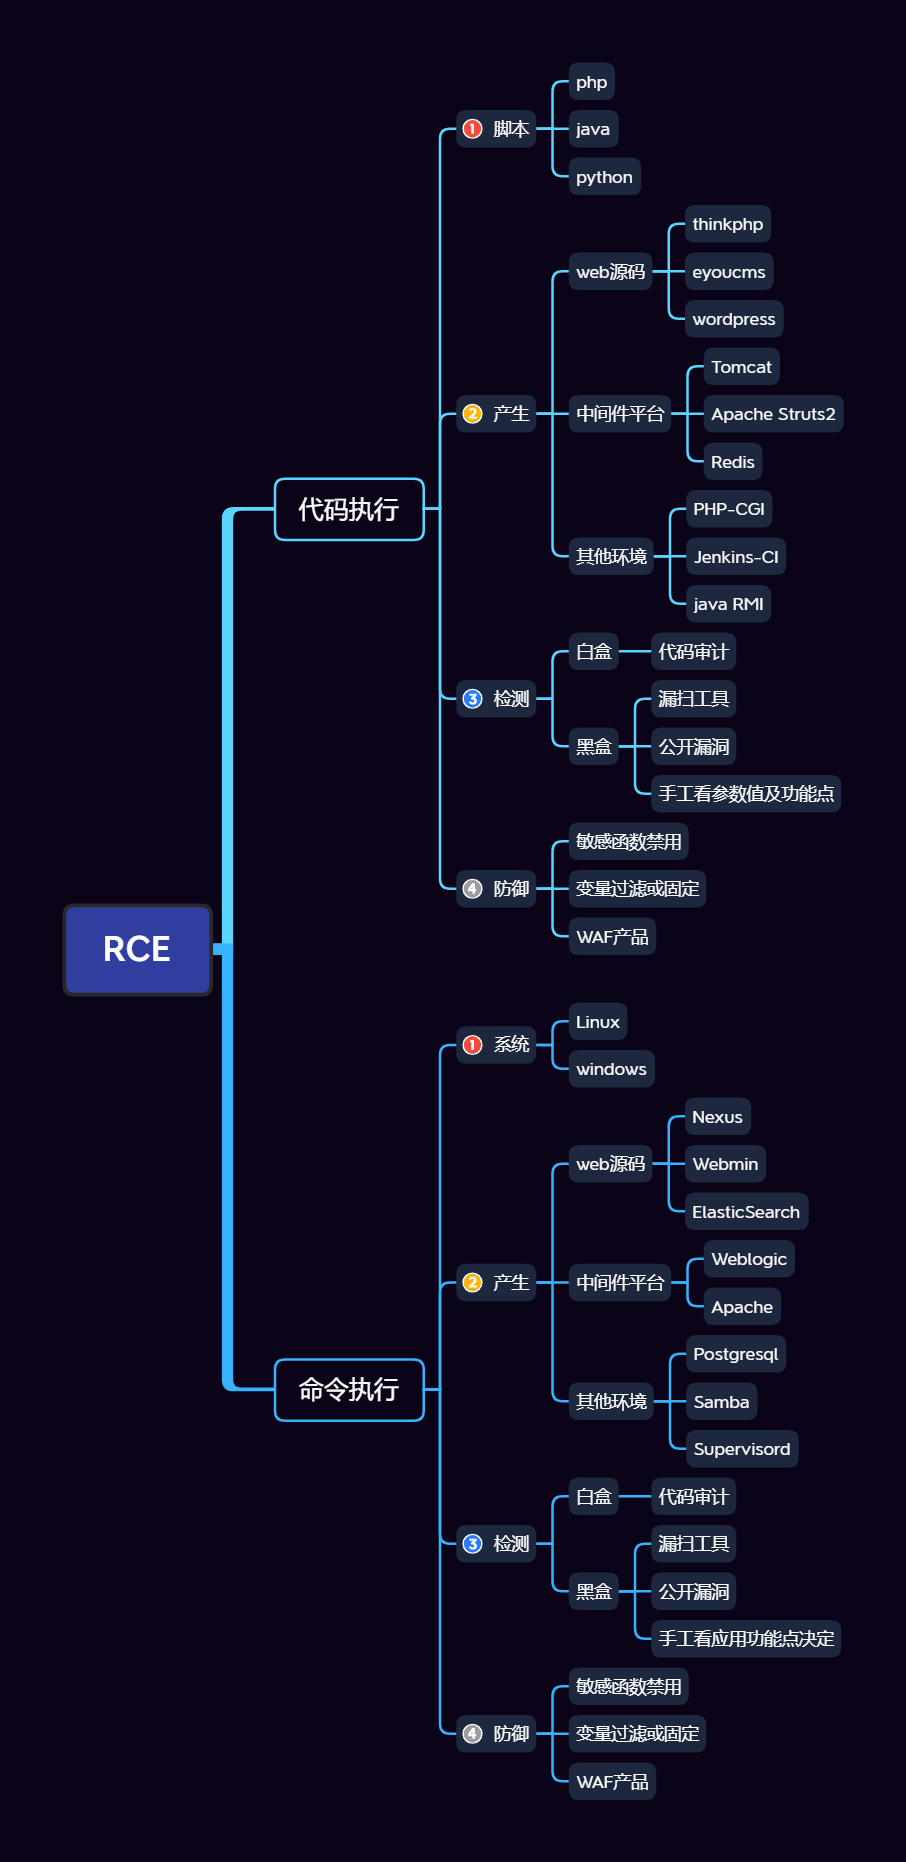 RCE
代码执行
1 脚本
php
java
python
2 产生
web源码
thinkphp
eyoucms
wordpress
中间件平台
Tomcat
Apache Struts2
Redis
其他环境
PHP-CGI
Jenkins-CI
java RMI
3 检测
白盒
代码审计
黑盒
漏扫工具
公开漏洞
手工看参数值及功能点
4 防御
敏感函数禁用
变量过滤或固定
WAF产品
命令执行
1 系统
Linux
windows
2 产生
web源码
Nexus
Webmin
ElasticSearch
中间件平台
Weblogic
Apache
其他环境
Postgresql
Samba
Supervisord
3 检测
白盒
代码审计
黑盒
漏扫工具
公开漏洞
手工看应用功能点决定
4 防御
敏感函数禁用
变量过滤或固定
WAF产品